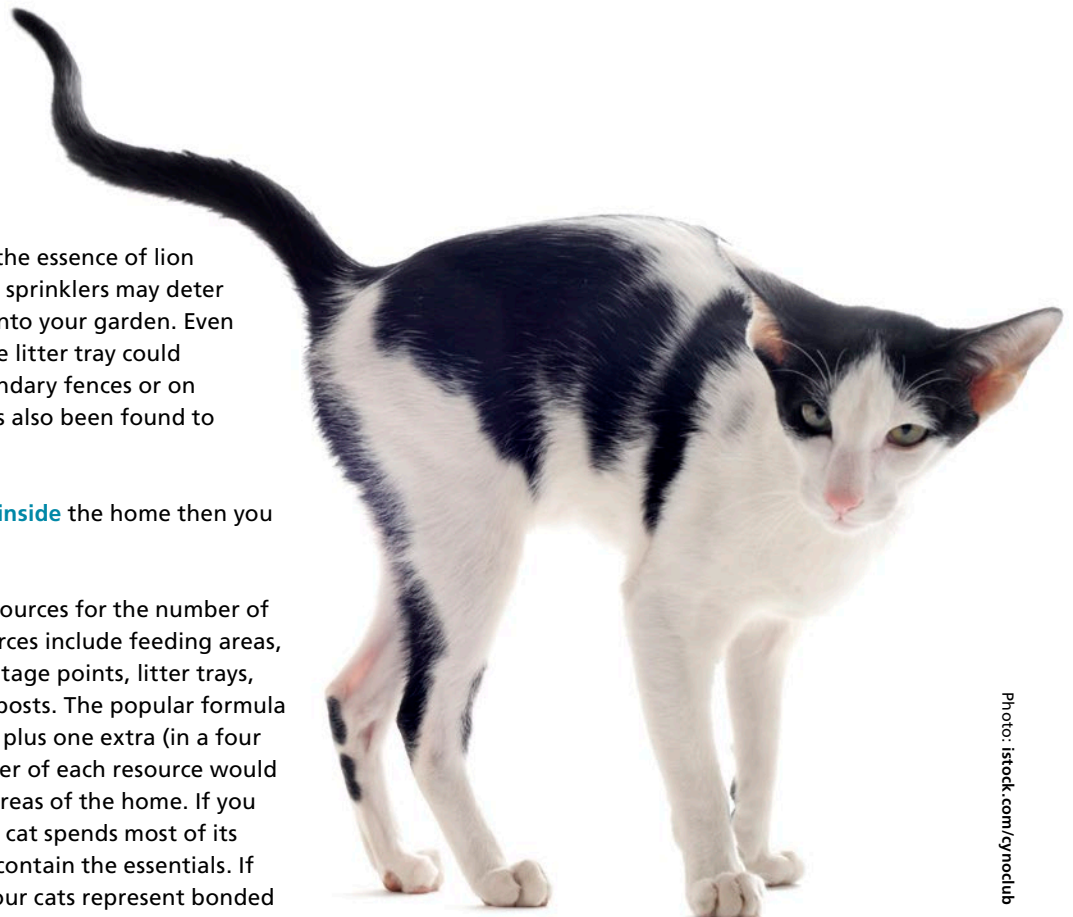 the essence of lion
sprinklers may deter
nto your garden. Even
e litter tray could
ndary fences or on
s also been found to
inside the home then you
ources for the number of
rces include feeding areas,
tage points, litter trays,
posts. The popular formula
plus one extra (in a four
er of each resource would
reas of the home. If you
cat spends most of its
contain the essentials. If
our cats represent bonded
Photo: istock.com/cynoclub